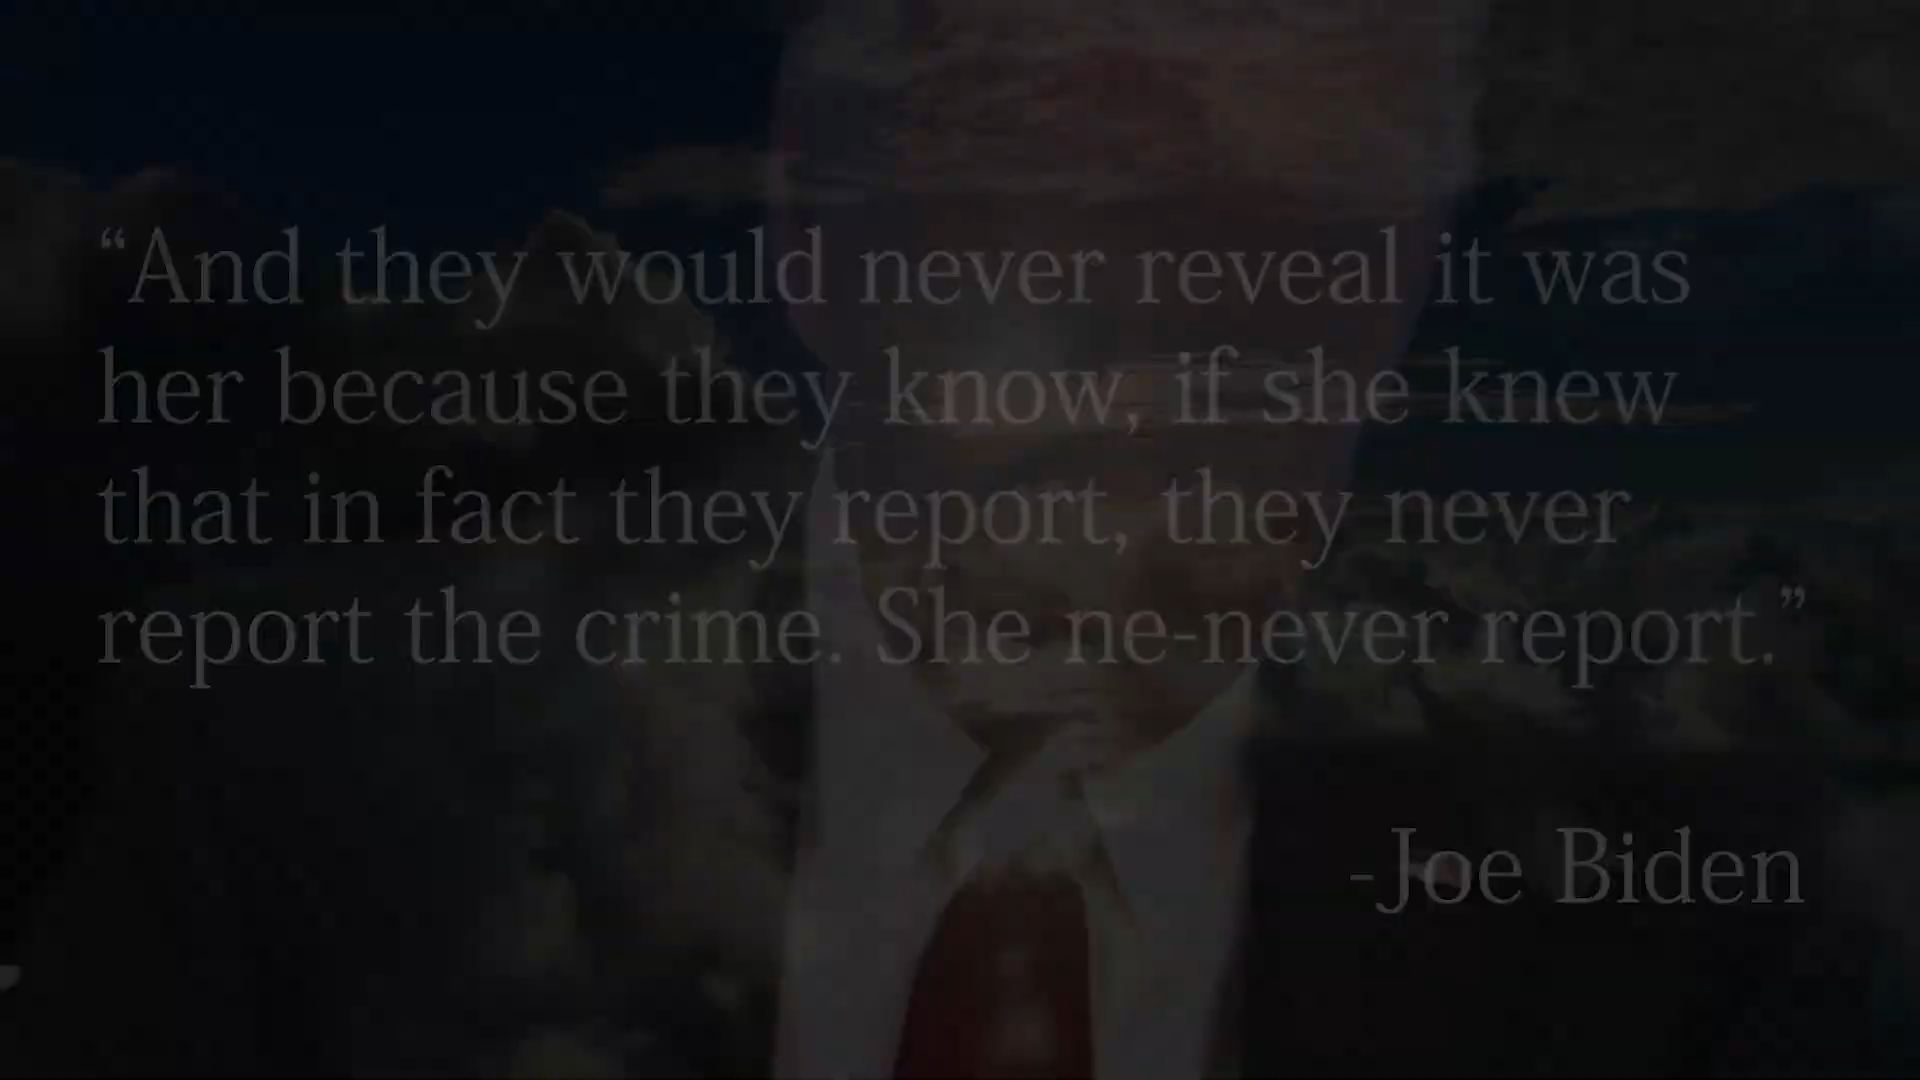 “And they would never reveal it was
her because they know, if she knew
that in fact they report, they never
report the crime. She ne-never report.”
-Joe Biden